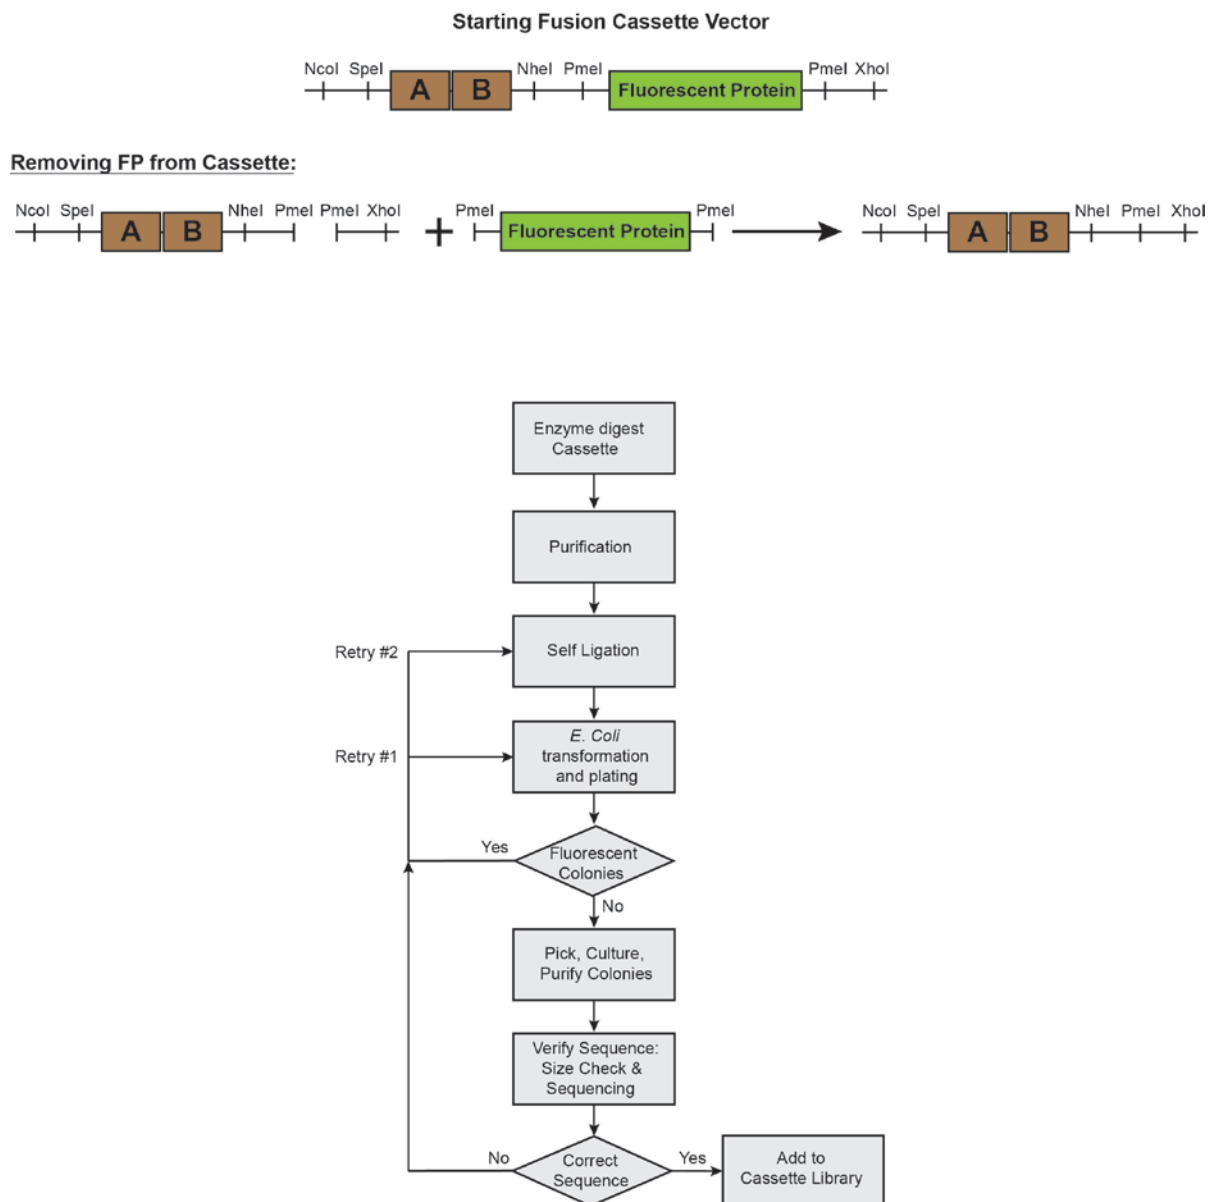 Starting Fusion Cassette Vector
NcoI SpeI NheI PmeI PmeI XhoI
A B Fluorescent Protein
Removing FP from Cassette:
NcoI SpeI NheI PmeI PmeI XhoI PmeI PmeI NcoI SpeI NheI PmeI XhoI
A B + Fluorescent Protein A B
Enzyme digest
Cassette
Purification
Retry #2
Self Ligation
Retry #1
E. Coli
transformation
and plating
Yes
Fluorescent
Colonies
No
Pick, Culture,
Purify Colonies
Verify Sequence:
Size Check &
Sequencing
No
Correct
Sequence
Yes
Add to
Cassette Library